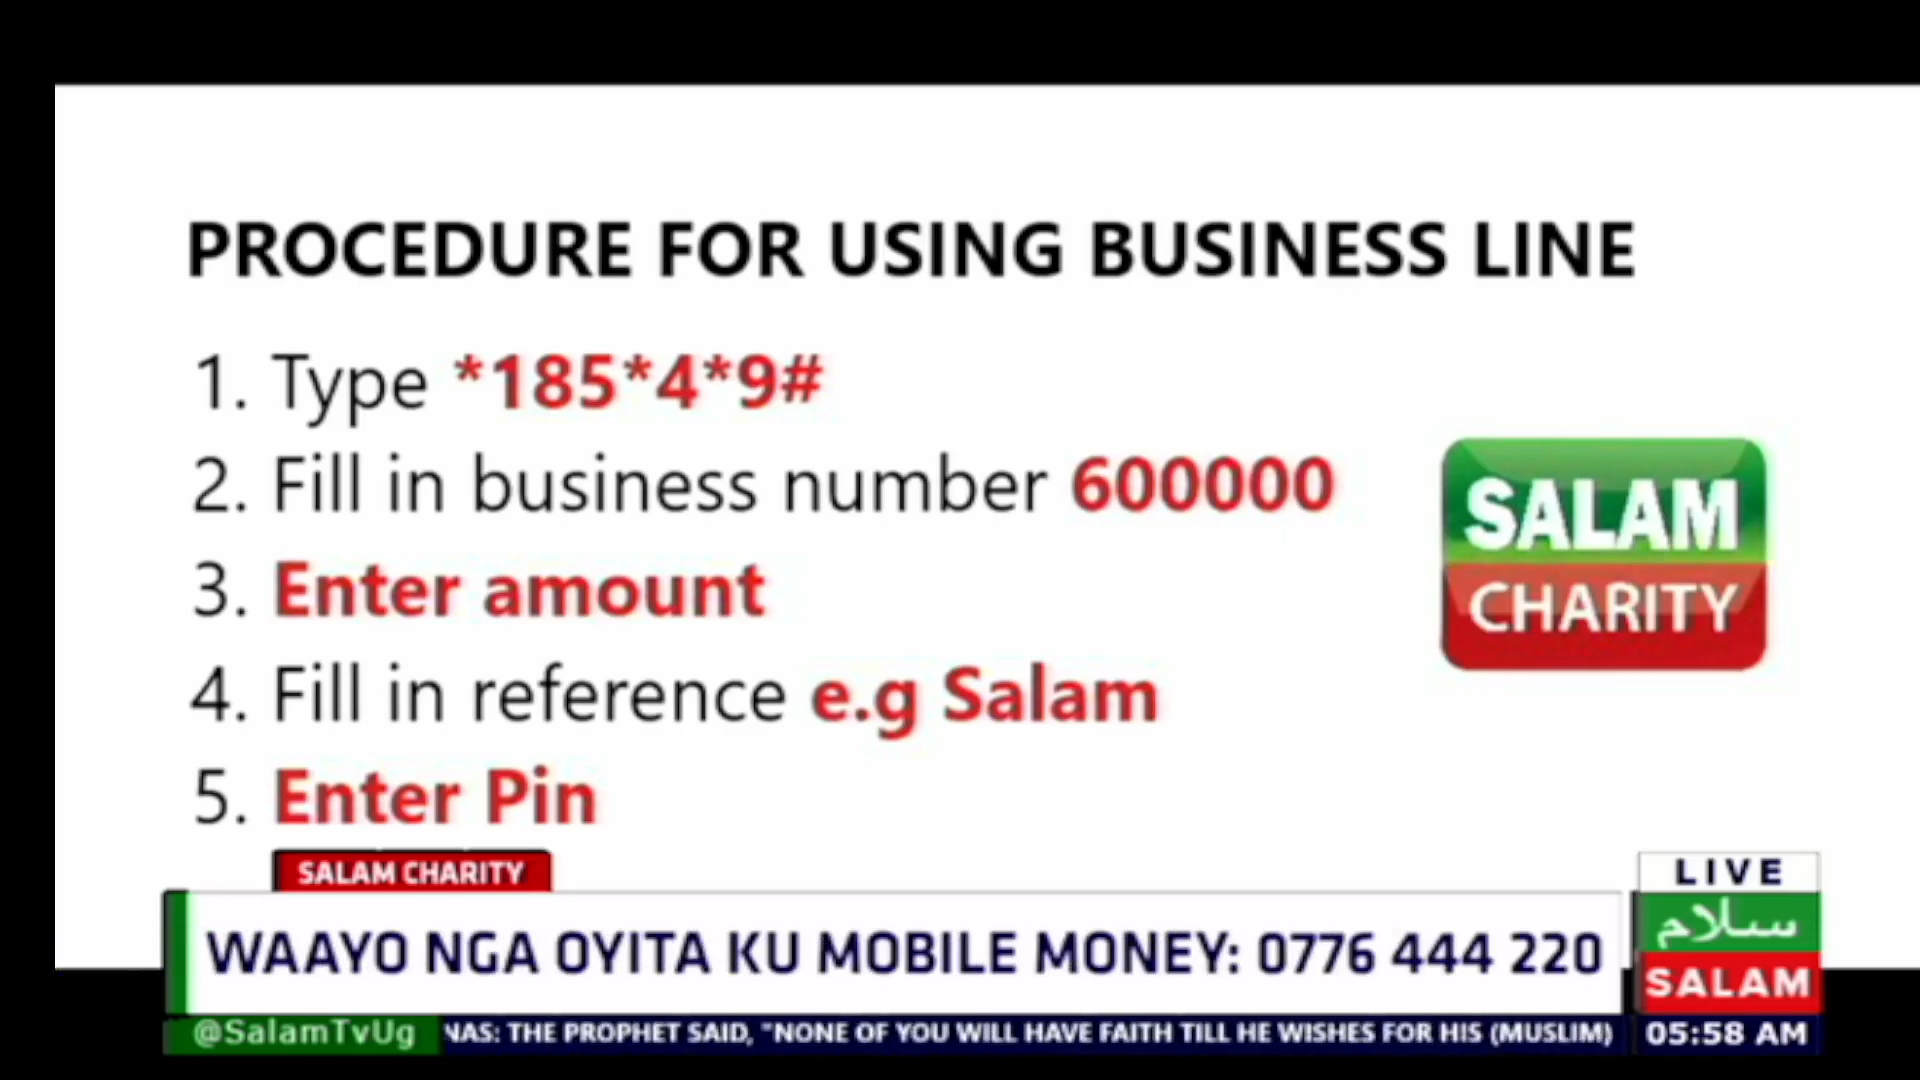 PROCEDURE FOR USING BUSINESS LINE
1. Type *185*4*9#
2. Fill in business number 600000
3. Enter amount
4. Fill in reference e.g Salam
5. Enter Pin
SALAM
CHARITY
SALAM CHARITY
WAAYO NGA OYITA KU MOBILE MONEY: 0776 444 220
LIVE
سلام
SALAM
@SalamTvUg
NAS: THE PROPHET SAID, "NONE OF YOU WILL HAVE FAITH TILL HE WISHES FOR HIS (MUSLIM)
05:58 AM